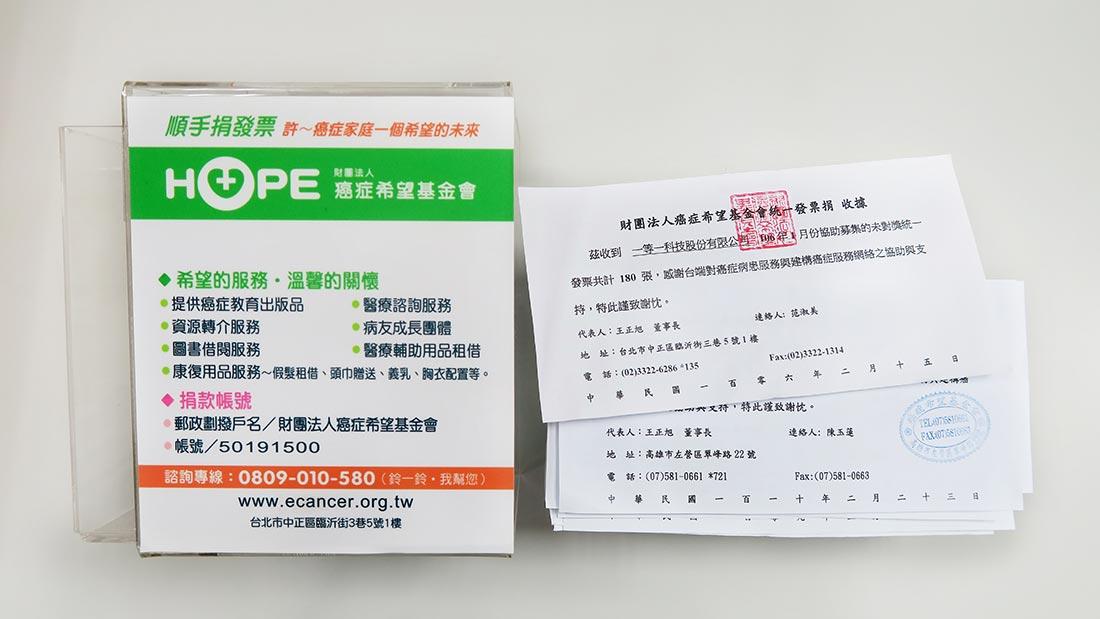 順手捐發票 許～癌症家庭一個希望的未來
HOPE 財團法人
癌症希望基金會
◆希望的服務・溫馨的關懷
●提供癌症教育出版品 ●醫療諮詢服務
●資源轉介服務 ●病友成長團體
●圖書借閱服務 ●醫療輔助用品租借
●康復用品服務～假髮租借、頭巾贈送、義乳、胸衣配置等。
◆捐款帳號
●郵政劃撥戶名／財團法人癌症希望基金會
●帳號／50191500
諮詢專線：0809-010-580（鈴一鈴・我幫您）
www.ecancer.org.tw
台北市中正區臨沂街3巷5號1樓
財團法人癌症希望基金會統一發票捐 收據
茲收到 一等一科技股份有限公司 106年1月份協助募集的未對獎統一
發票共計 180 張，感謝台端對癌症病患服務與建構癌症服務網絡之協助與支
持，特此謹致謝忱。
代表人：王正旭 董事長 連絡人：范淑美
地 址：台北市中正區臨沂街三巷5號1樓
電 話：(02)3322-6286 *135 Fax:(02)3322-1314
中華民國一百零六年二月十五日
協助與支持，特此謹致謝忱。
代表人：王正旭 董事長 連絡人：陳玉蓮
地 址：高雄市左營區翠峰路22號
電 話：(07)581-0661 *721 Fax:(07)581-0663
中華民國一百一十年二月二十三日
TEL:(07)5810661